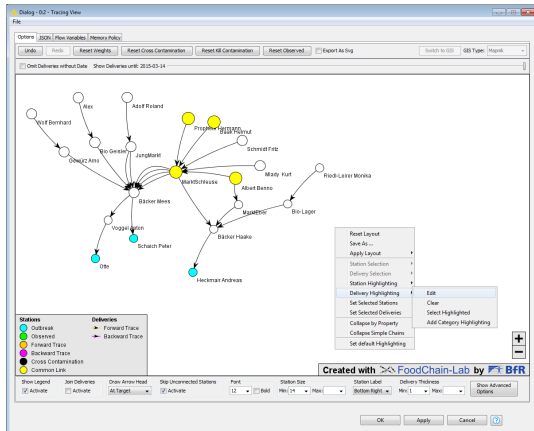 Dialog - 0:2 - Tracing View
File
Options JSON Flow Variables Memory Policy
Undo Redo Reset Weights Reset Cross Contamination Reset Kill Contamination Reset Observed Export As Svg Switch to GIS GIS Type: Mapnik
Omit Deliveries without Date Show Deliveries until: 2015-03-14
Alex
Adolf Roland
Wolf Bernhard
Prophete Hermann
Baak Helmut
Bio Geisler
JungMarkt
Schmidt Fritz
Gewürz Arno
MarktSchleuse
Mlady Kurt
Riedl-Leinir Monika
Albert Benno
Bäcker Mees
MarktEber
Bio-Lager
Voggel Anton
Bäcker Haake
Schaich Peter
Otte
Heckman Andreas
Reset Layout
Save As ...
Apply Layout
Station Selection
Delivery Selection
Station Highlighting
Delivery Highlighting
Set Selected Stations
Set Selected Deliveries
Collapse by Property
Collapse Simple Chains
Set default Highlighting
Edit
Clear
Select Highlighted
Add Category Highlighting
Stations Deliveries
Outbreak Forward Trace
Observed Backward Trace
Forward Trace
Backward Trace
Cross Contamination
Common Link
+
−
Created with FoodChain-Lab by BfR
Show Legend Join Deliveries Draw Arrow Head Skip Unconnected Stations Font Station Size Station Label Delivery Thickness
Activate Activate At Target Activate 12 Bold Min: 14 Max: Bottom Right Min: 1 Max: Show Advanced
Options
OK Apply Cancel ?